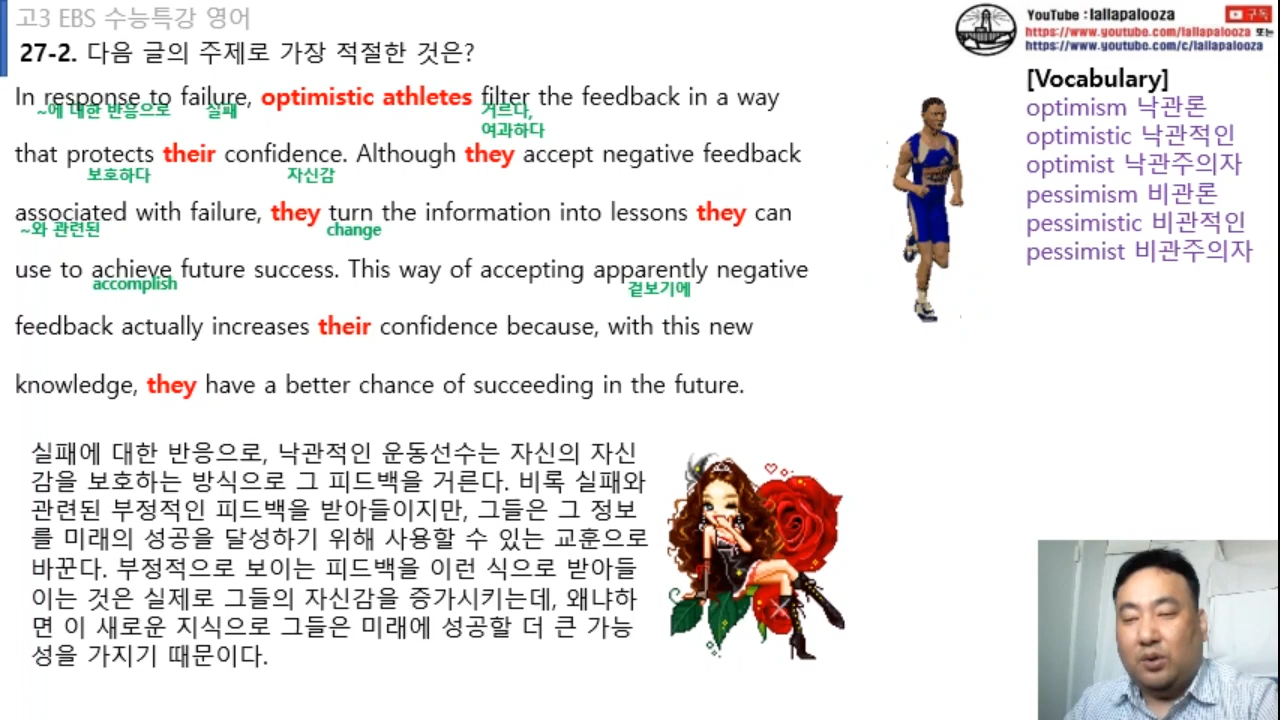 고3 EBS 수능특강 영어
27-2. 다음 글의 주제로 가장 적절한 것은?
YouTube : lallapalooza
구독
https://www.youtube.com/lallapalooza 또는
https://www.youtube.com/c/lallapalooza
In response to failure, optimistic athletes filter the feedback in a way
~에 대한 반응으로 실패 거르다,
여과하다
that protects their confidence. Although they accept negative feedback
보호하다 자신감
associated with failure, they turn the information into lessons they can
~와 관련된 change
use to achieve future success. This way of accepting apparently negative
accomplish 겉보기에
feedback actually increases their confidence because, with this new
knowledge, they have a better chance of succeeding in the future.
[Vocabulary]
optimism 낙관론
optimistic 낙관적인
optimist 낙관주의자
pessimism 비관론
pessimistic 비관적인
pessimist 비관주의자
실패에 대한 반응으로, 낙관적인 운동선수는 자신의 자신
감을 보호하는 방식으로 그 피드백을 거른다. 비록 실패와
관련된 부정적인 피드백을 받아들이지만, 그들은 그 정보
를 미래의 성공을 달성하기 위해 사용할 수 있는 교훈으로
바꾼다. 부정적으로 보이는 피드백을 이런 식으로 받아들
이는 것은 실제로 그들의 자신감을 증가시키는데, 왜냐하
면 이 새로운 지식으로 그들은 미래에 성공할 더 큰 가능
성을 가지기 때문이다.